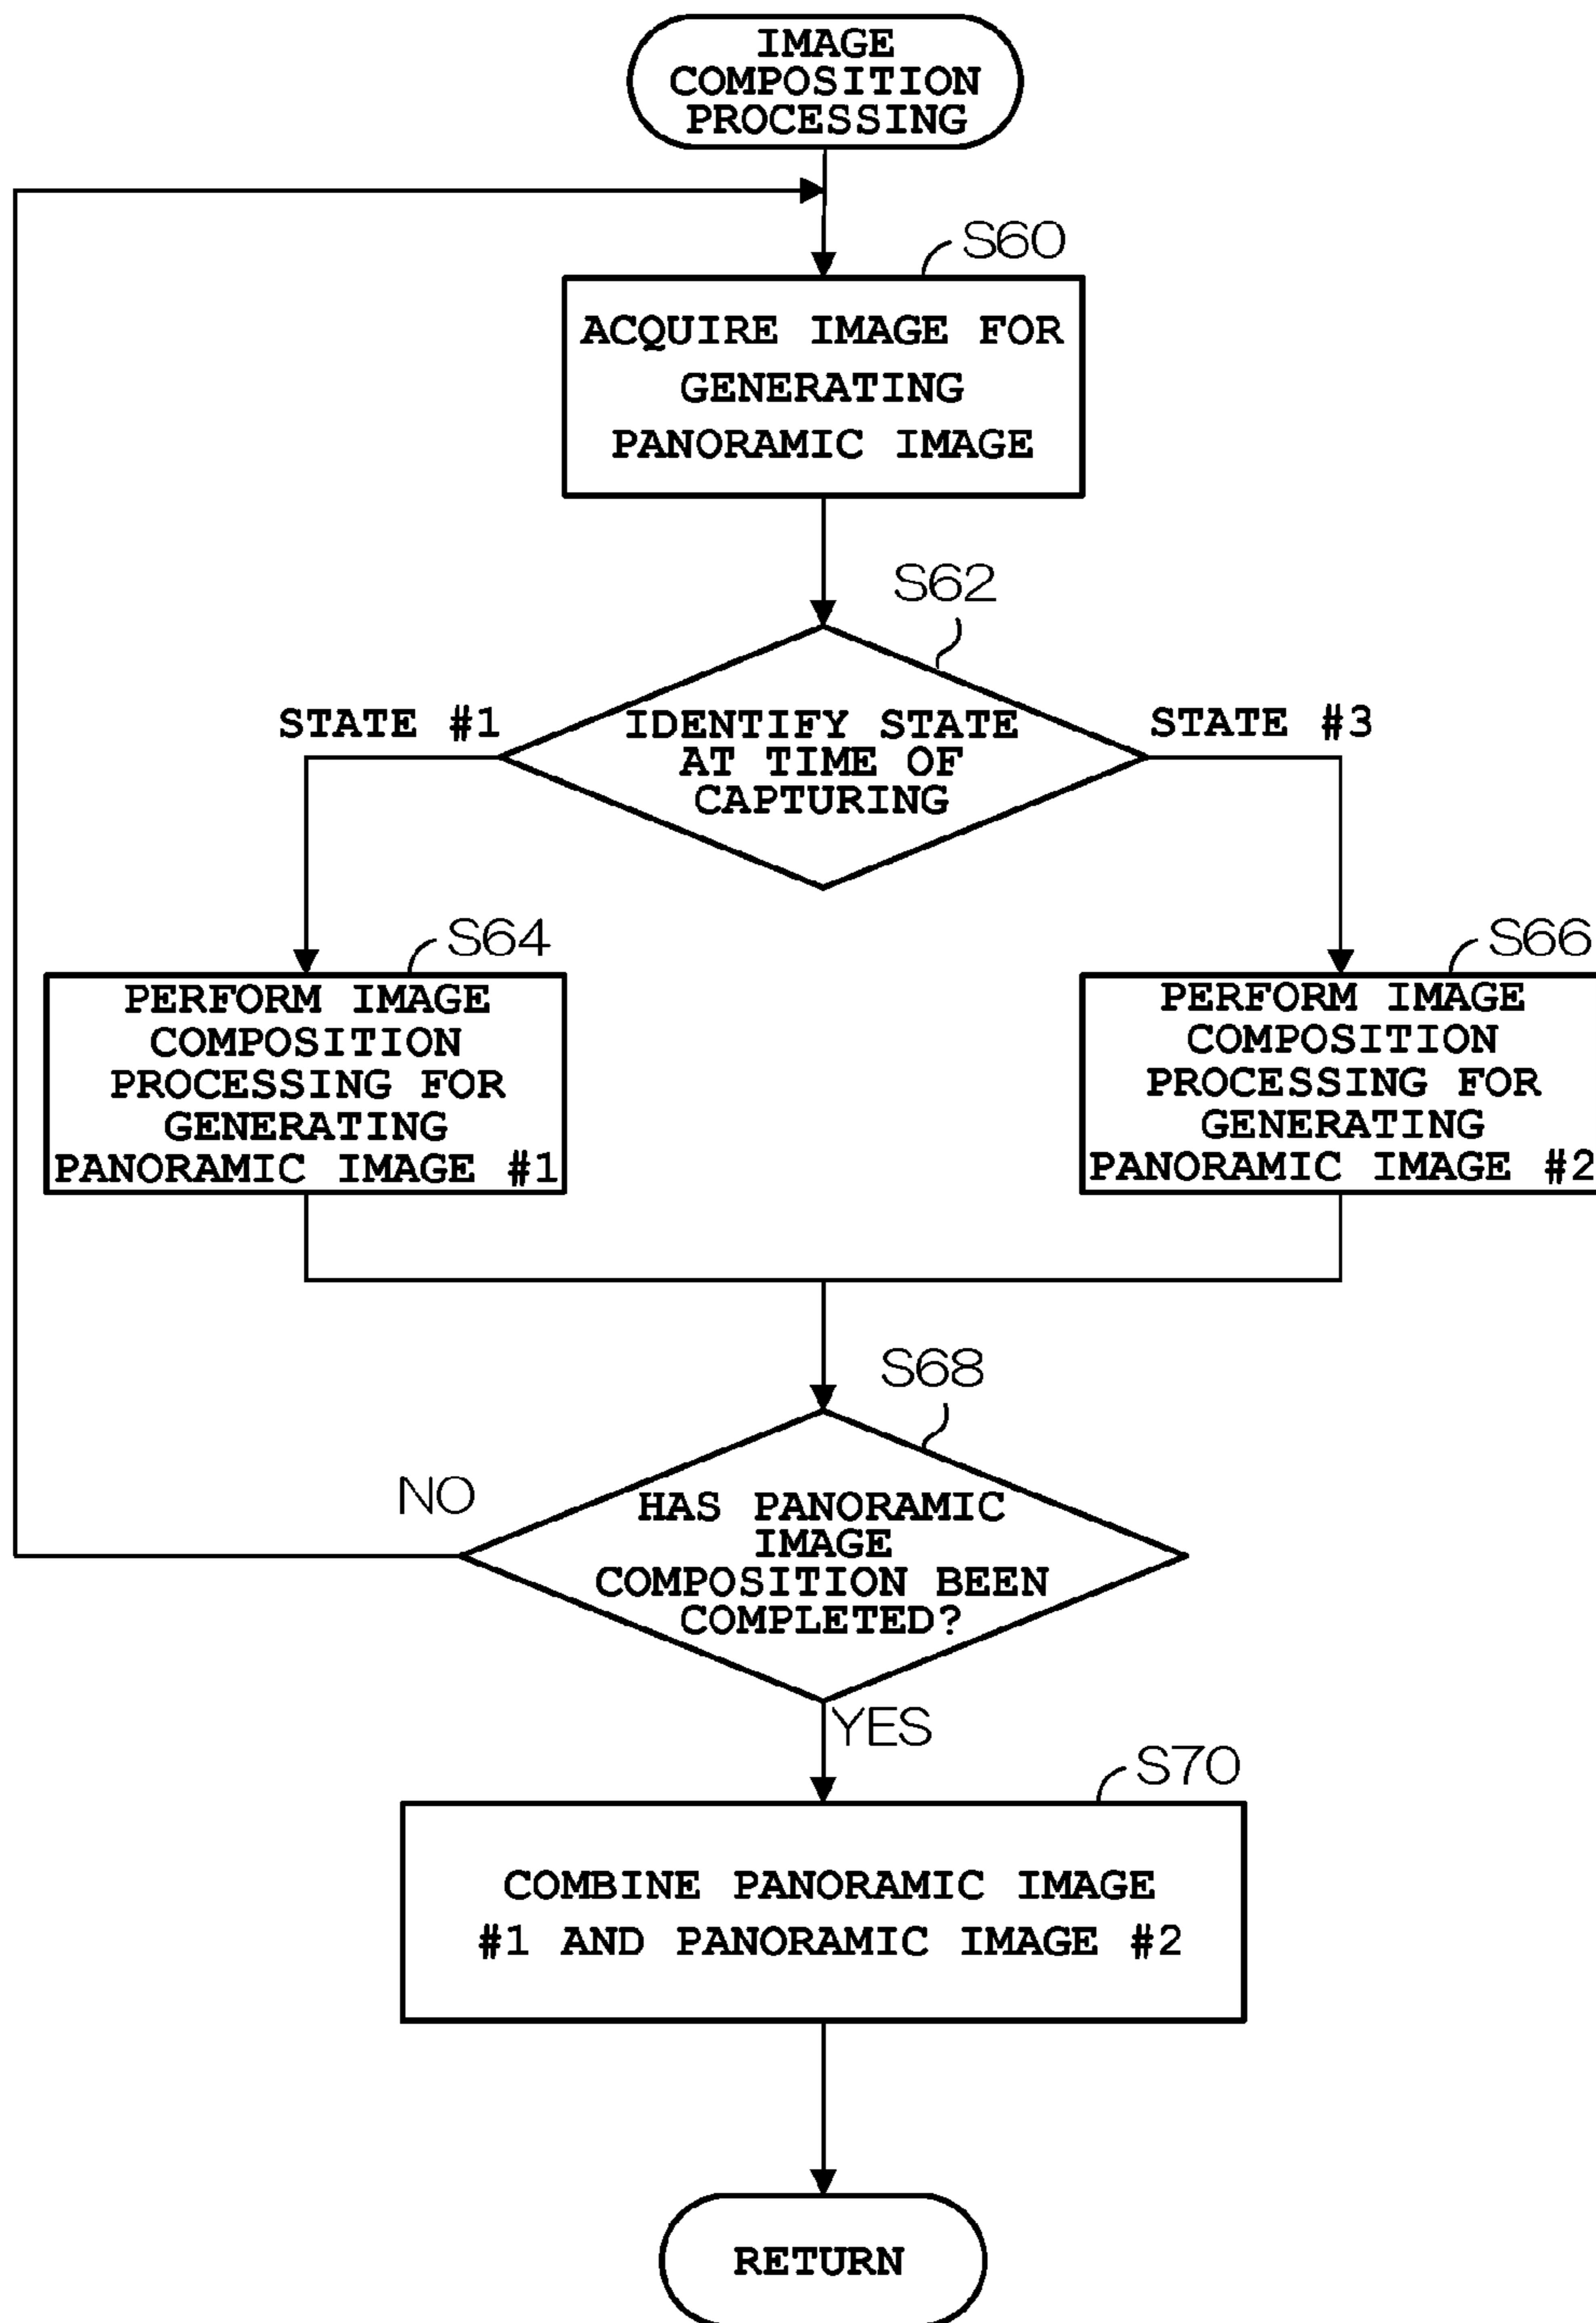 IMAGE
COMPOSITION
PROCESSING
S60
ACQUIRE IMAGE FOR
GENERATING
PANORAMIC IMAGE
S62
STATE #1
IDENTIFY STATE
AT TIME OF
CAPTURING
STATE #3
S64
PERFORM IMAGE
COMPOSITION
PROCESSING FOR
GENERATING
PANORAMIC IMAGE #1
S66
PERFORM IMAGE
COMPOSITION
PROCESSING FOR
GENERATING
PANORAMIC IMAGE #2
S68
NO
HAS PANORAMIC
IMAGE
COMPOSITION BEEN
COMPLETED?
YES
S70
COMBINE PANORAMIC IMAGE
#1 AND PANORAMIC IMAGE #2
RETURN